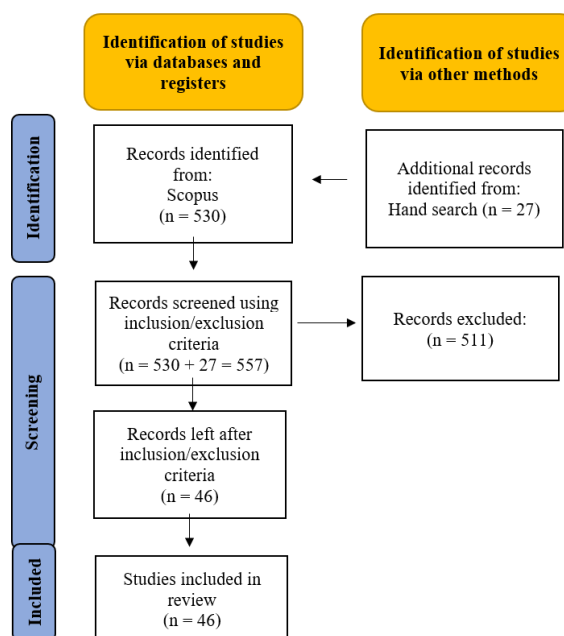 Identification of studies
via databases and
registers
Identification of studies
via other methods
Identification
Records identified
from:
Scopus
(n = 530)
Additional records
identified from:
Hand search (n = 27)
Screening
Records screened using
inclusion/exclusion
criteria
(n = 530 + 27 = 557)
Records excluded:
(n = 511)
Records left after
inclusion/exclusion
criteria
(n = 46)
Included
Studies included in
review
(n = 46)